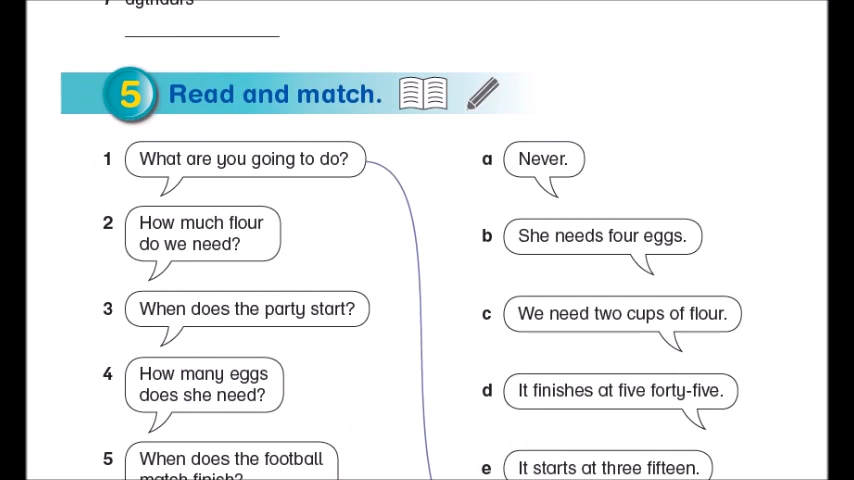 5 Read and match.
1 What are you going to do?
a Never.
2 How much flour
do we need?
b She needs four eggs.
3 When does the party start?
c We need two cups of flour.
4 How many eggs
does she need?
d It finishes at five forty-five.
5 When does the football
match finish?
e It starts at three fifteen.